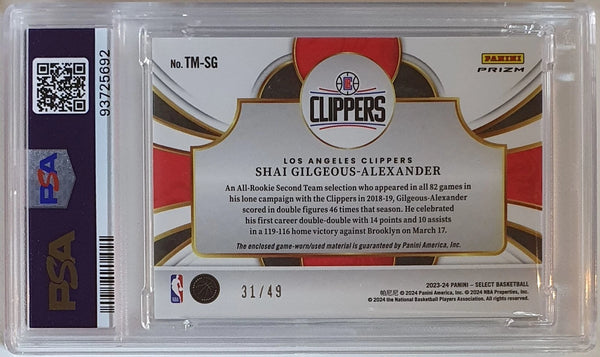 93725692
PSA
PSA
No. TM-SG
PANINI
PRIZM
CLIPPERS
LOS ANGELES CLIPPERS
SHAI GILGEOUS-ALEXANDER
An All-Rookie Second Team selection who appeared in all 82 games in
his lone campaign with the Clippers in 2018-19, Gilgeous-Alexander
scored in double figures 46 times that season. He celebrated
his first career double-double with 14 points and 10 assists
in a 119-116 home victory against Brooklyn on March 17.
The enclosed game-worn/used material is guaranteed by Panini America, Inc.
31/49
2023-24 PANINI – SELECT BASKETBALL
帕尼尼 © 2024 Panini America, Inc. © 2024 NBA Properties, Inc.
© 2024 the National Basketball Players Association. All rights reserved.